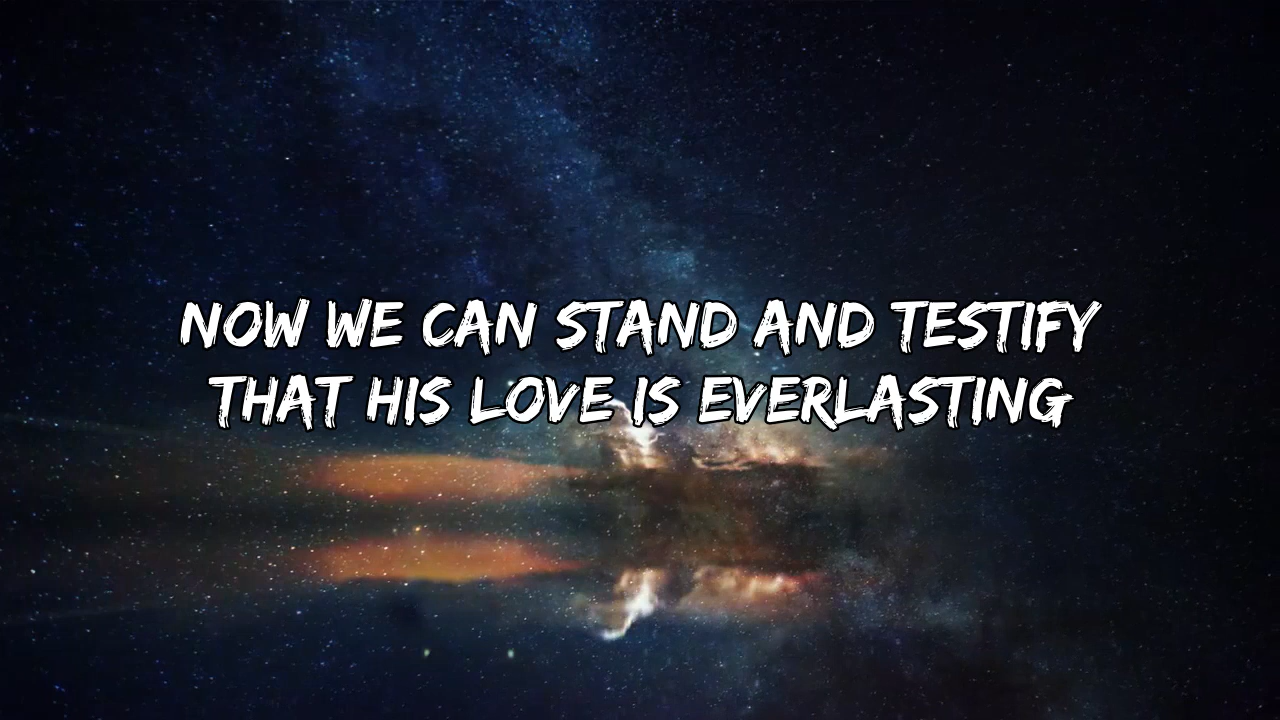 NOW WE CAN STAND AND TESTIFY
THAT HIS LOVE IS EVERLASTING